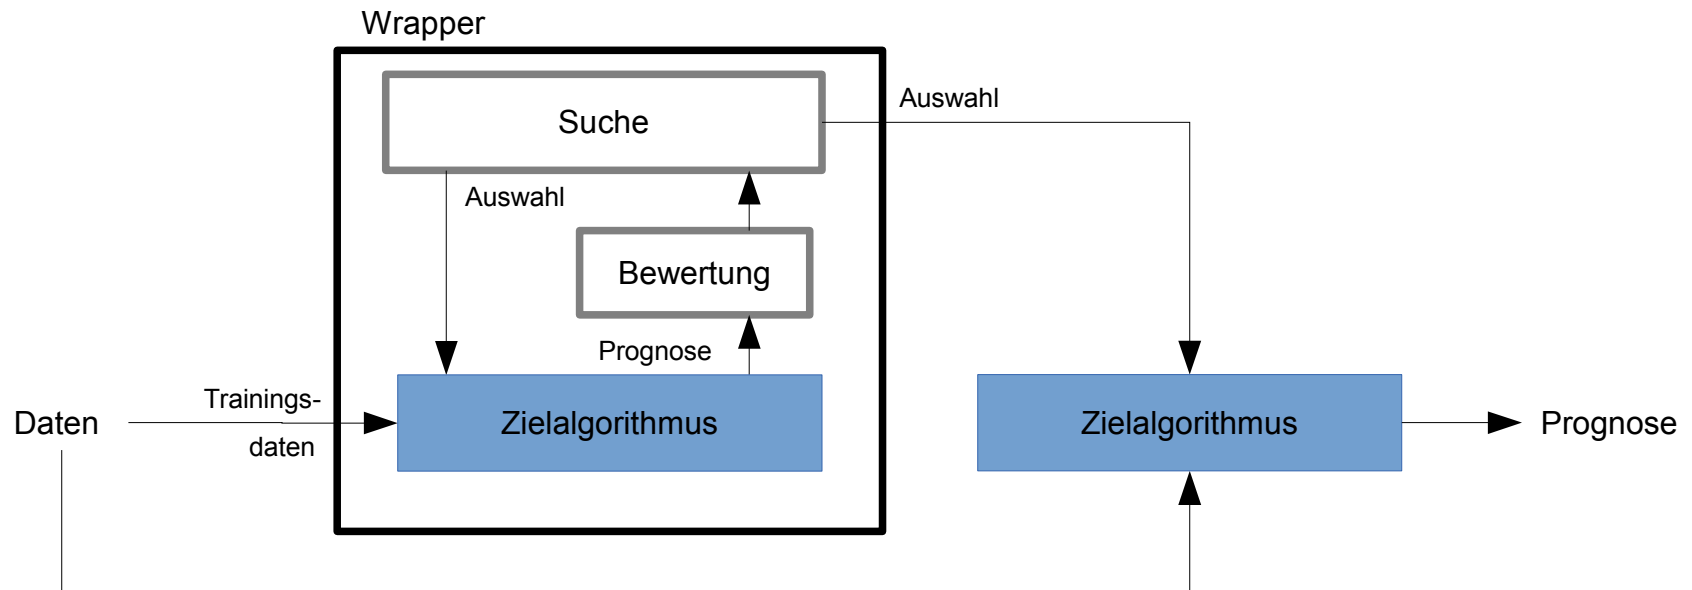 Wrapper
Suche
Auswahl
Auswahl
Bewertung
Prognose
Trainings-
daten
Daten
Zielalgorithmus
Zielalgorithmus
Prognose